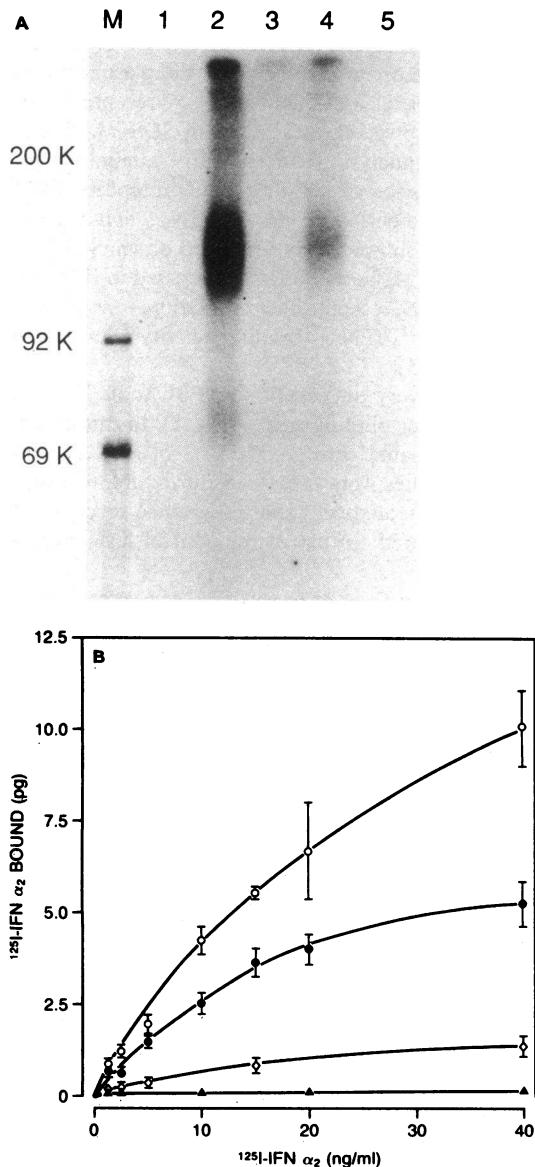 A M 1 2 3 4 5
200 K
92 K
69 K
B
12.5
10.0
7.5
5.0
2.5
0
¹²⁵I-IFN α₂ BOUND (pg)
0 10 20 30 40
¹²⁵I-IFN α₂ (ng/ml)